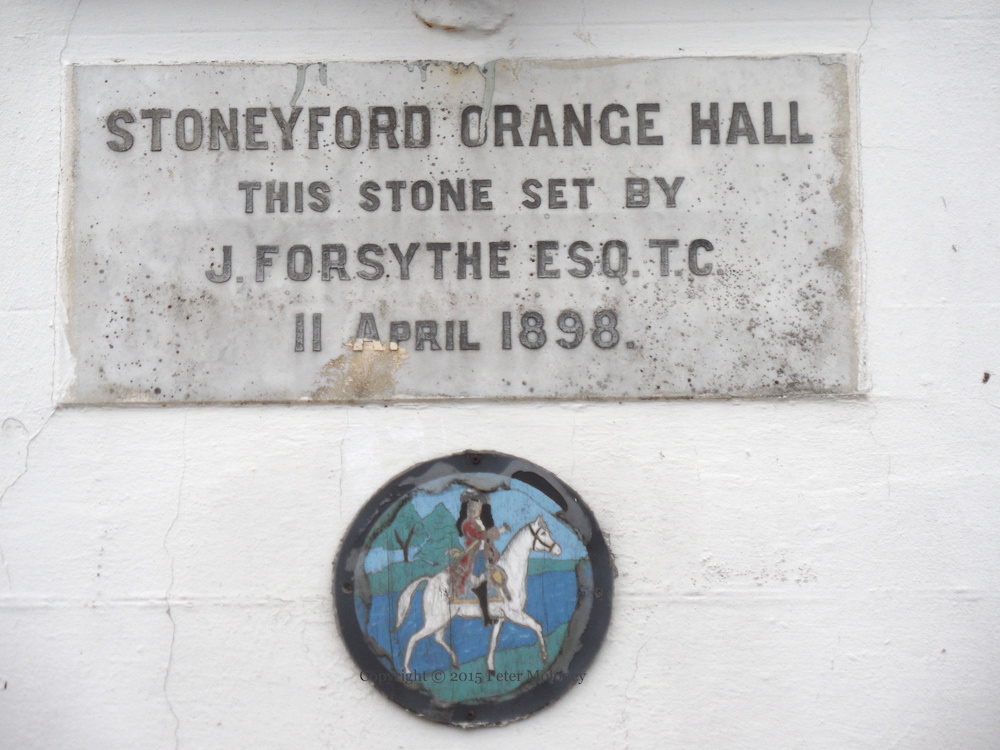 STONEYFORD ORANGE HALL
THIS STONE SET BY
J. FORSYTHE ESQ. T.C.
11 APRIL 1898.
Copyright © 2015 Peter Moloney